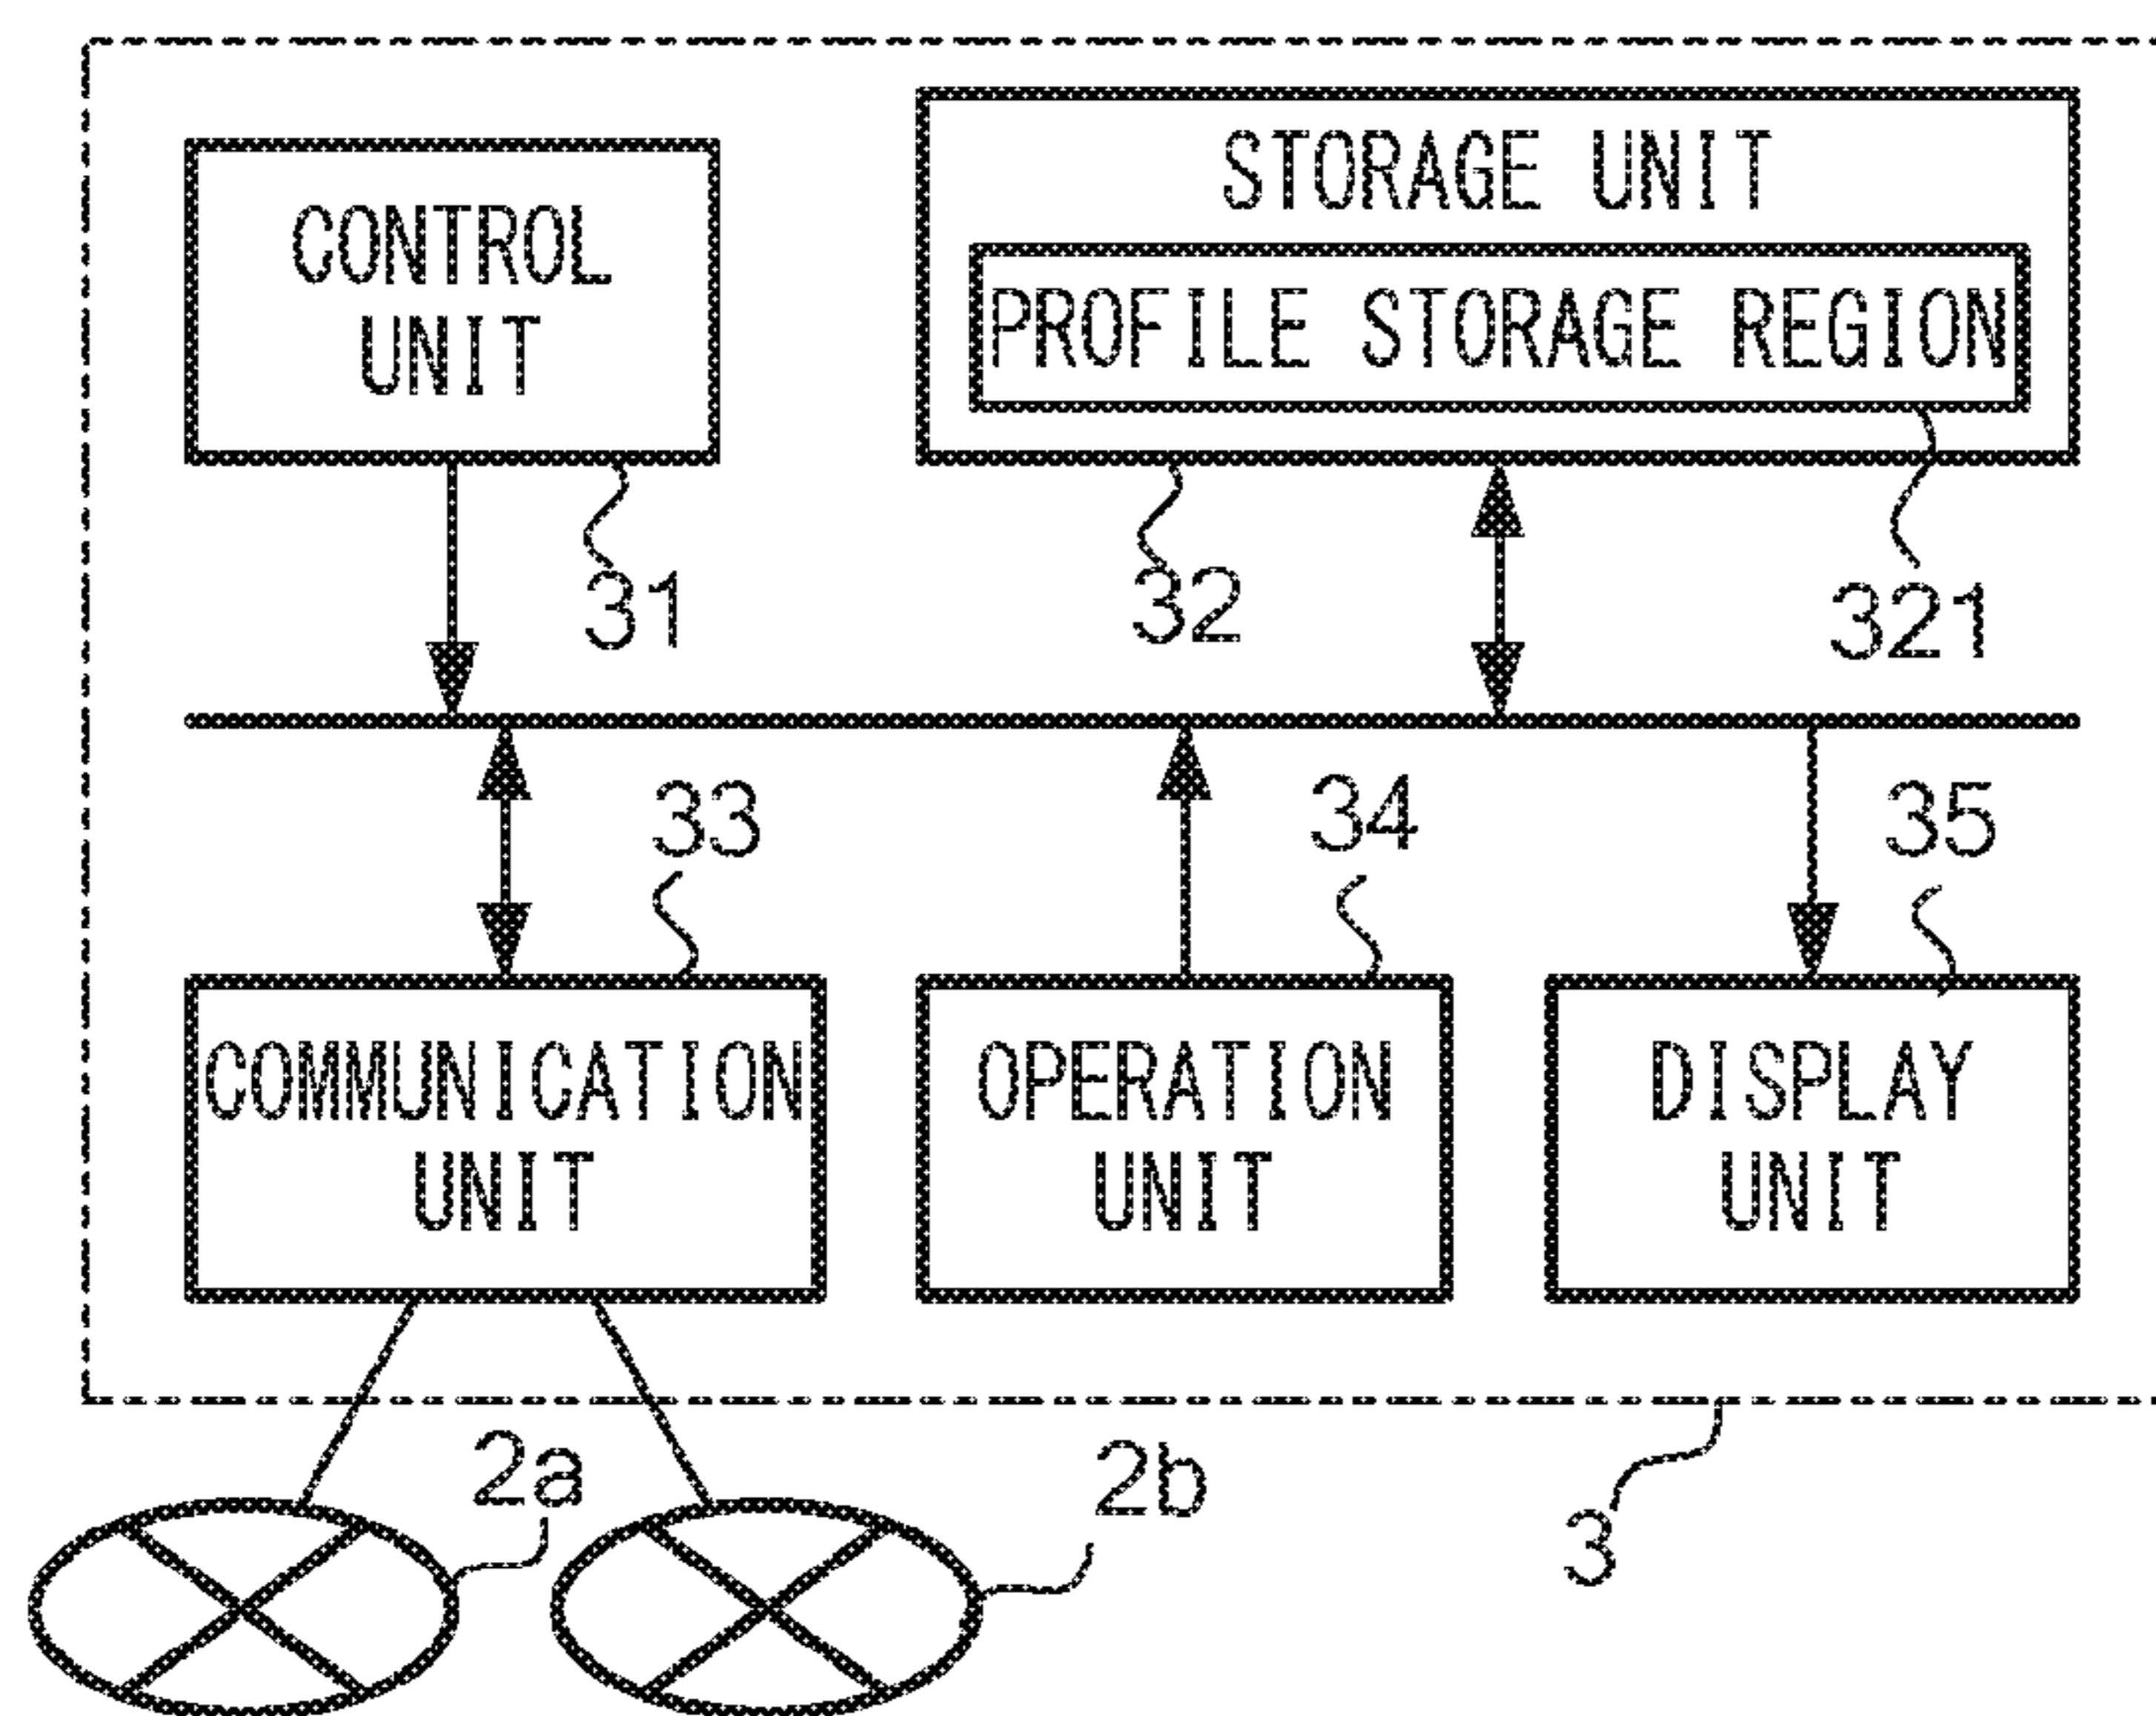 CONTROL
UNIT
STORAGE UNIT
PROFILE STORAGE REGION
31
32
321
33
34
35
COMMUNICATION
UNIT
OPERATION
UNIT
DISPLAY
UNIT
2a
2b
3